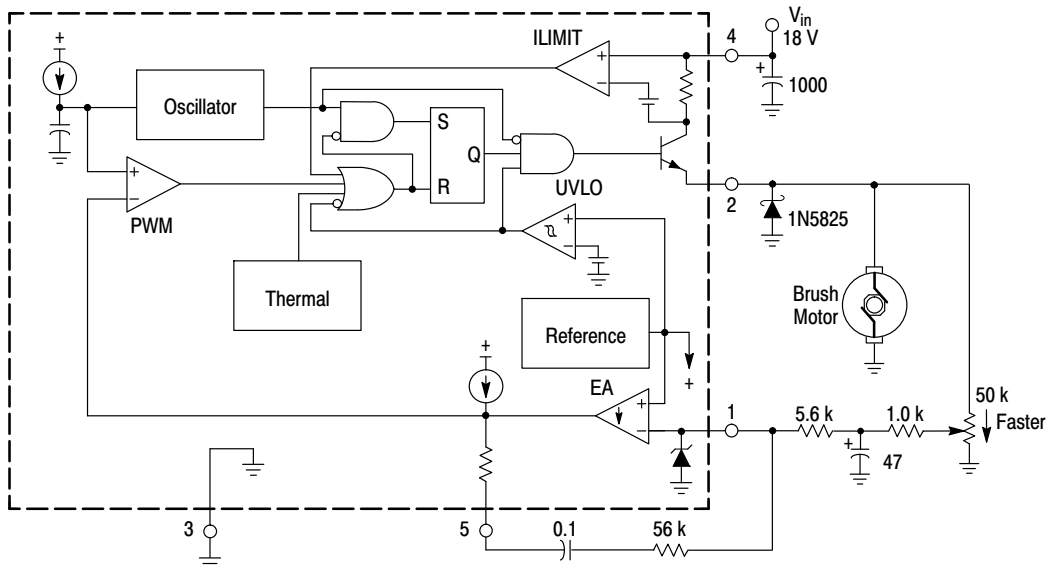 ILIMIT
4
Vin
18 V
+
+
−
+
1000
+
Oscillator
S
Q
R
+
−
PWM
UVLO
2
1N5825
+
−
Thermal
Reference
Brush
Motor
+
+
EA
+
−
1
5.6 k
1.0 k
50 k
Faster
+
47
3
5
0.1
56 k